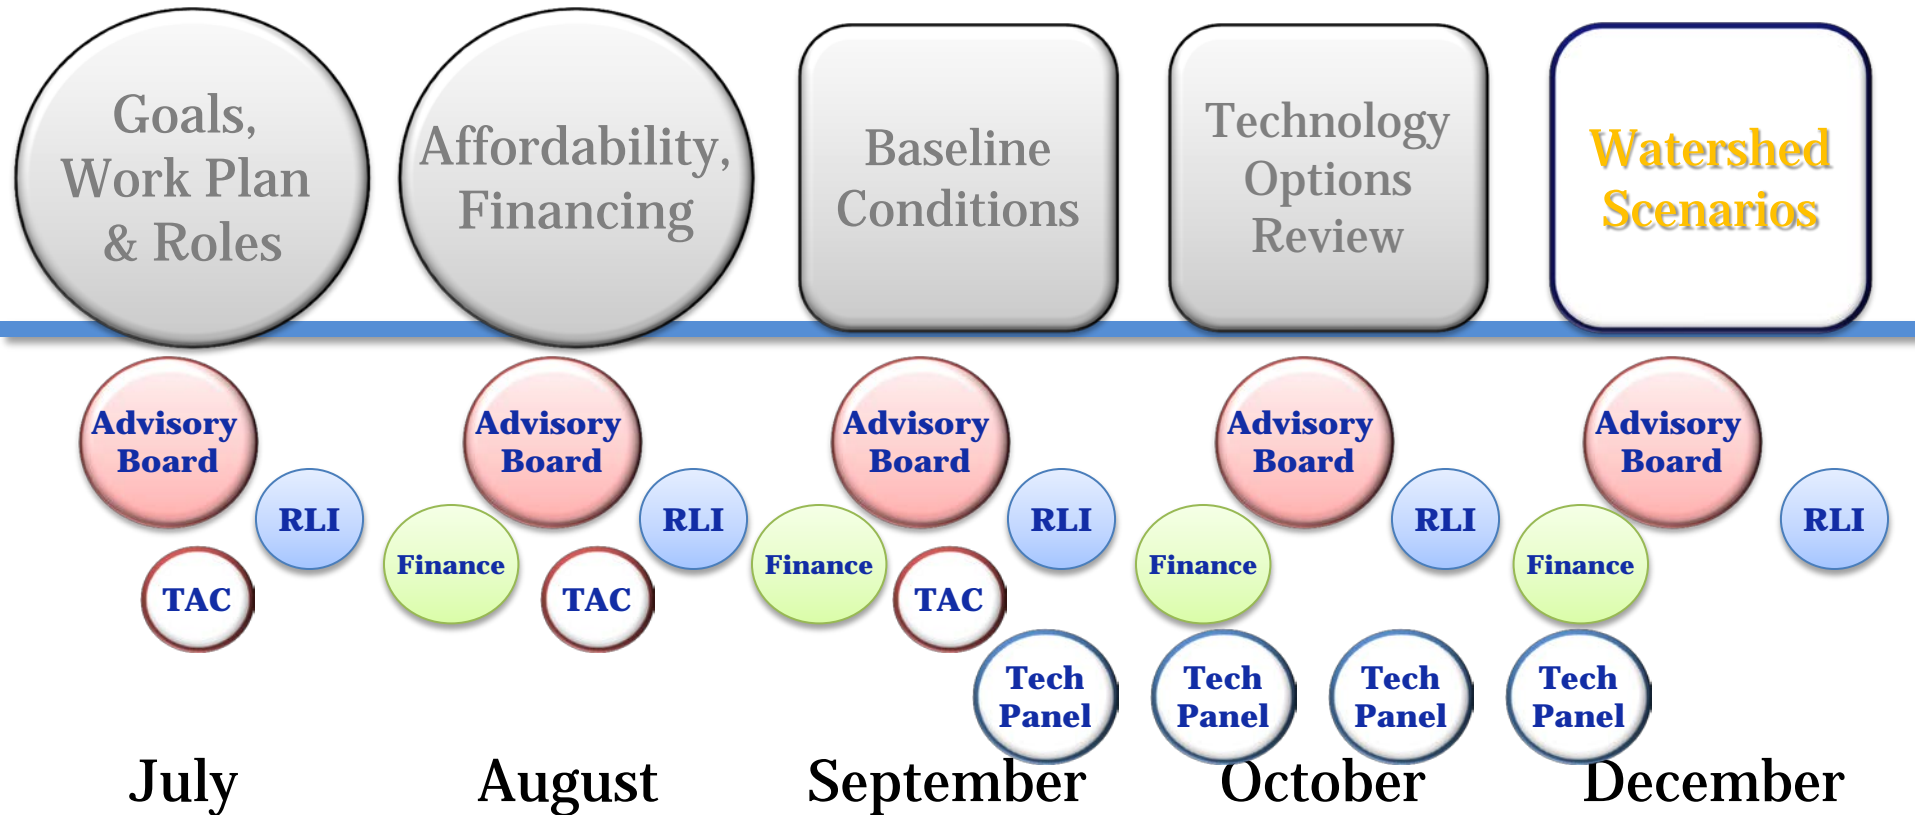 Goals,
Work Plan
& Roles
Affordability,
Financing
Baseline
Conditions
Technology
Options
Review
Watershed
Scenarios
Advisory
Board
RLI
TAC
Advisory
Board
RLI
Finance
TAC
Advisory
Board
RLI
Finance
TAC
Tech
Panel
Advisory
Board
RLI
Finance
Tech
Panel
Tech
Panel
Advisory
Board
RLI
Finance
Tech
Panel
July
August
September
October
December